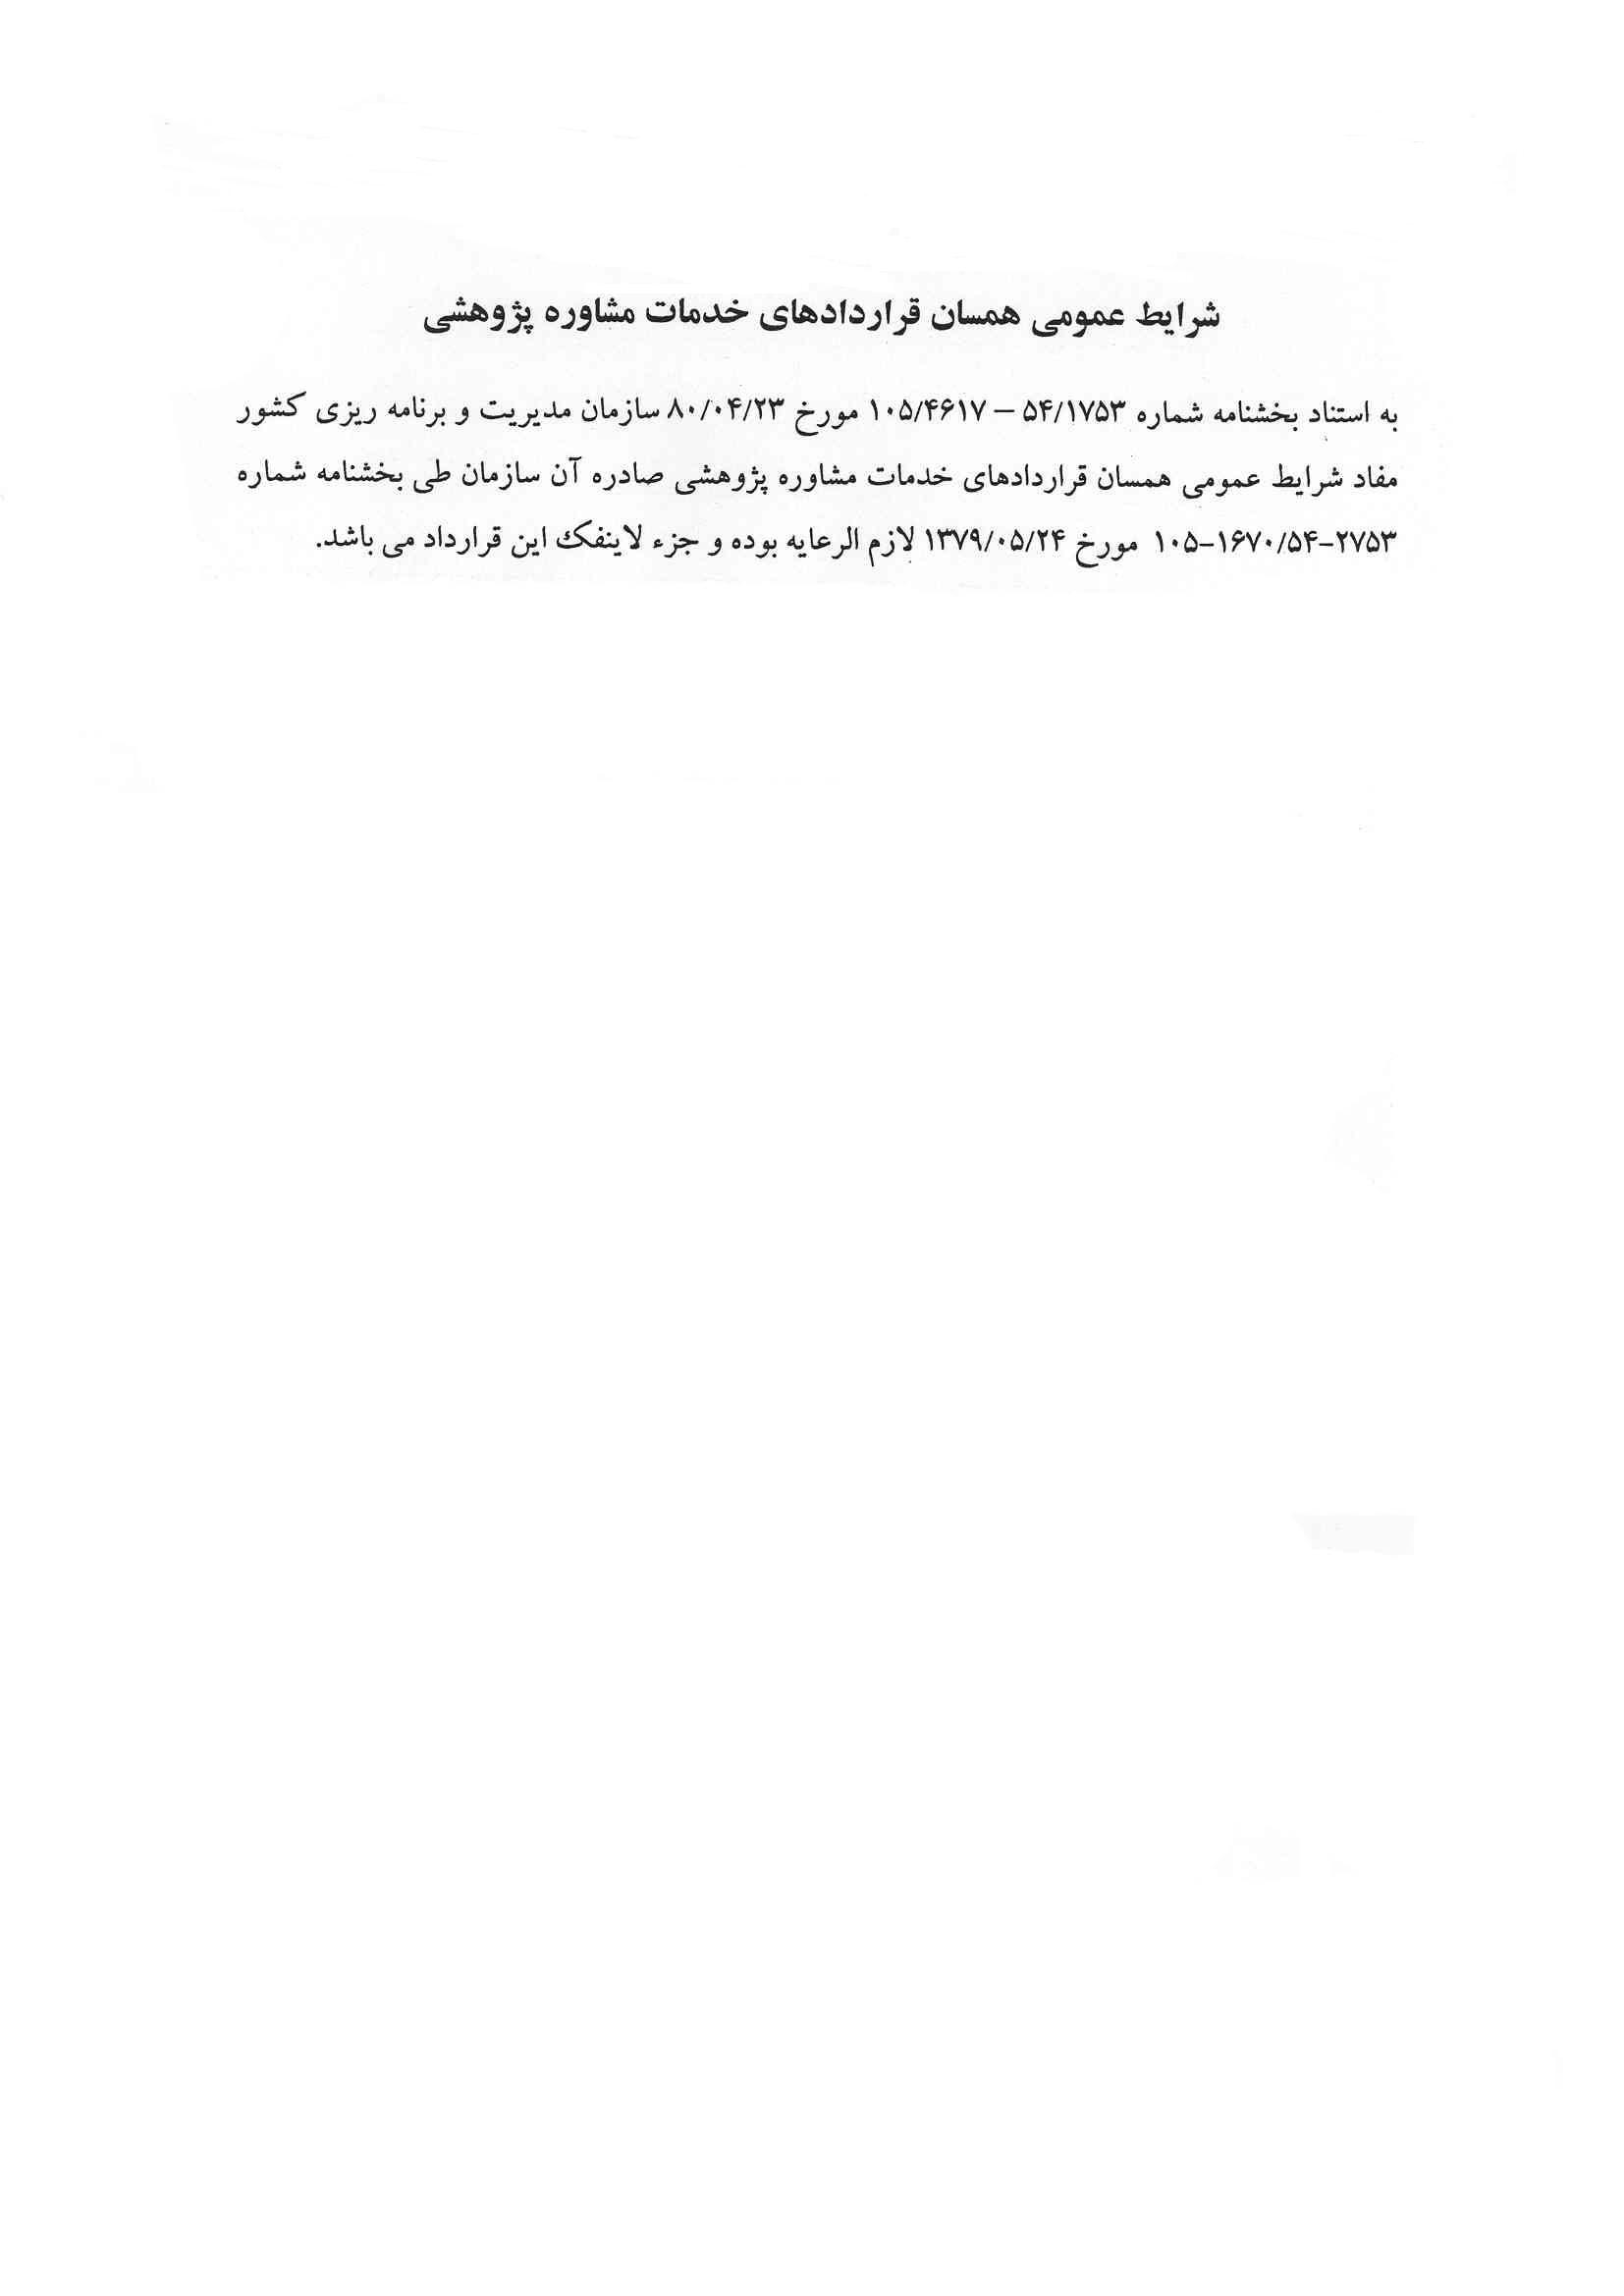 شرایط عمومی همسان قراردادهای خدمات مشاوره پژوهشی
به استناد بخشنامه شماره ۵۴/۱۷۵۳ – ۱۰۵/۴۶۱۷ مورخ ۸۰/۰۴/۲۳ سازمان مدیریت و برنامه ریزی کشور
مفاد شرایط عمومی همسان قراردادهای خدمات مشاوره پژوهشی صادره آن سازمان طی بخشنامه شماره
۱۰۵-۱۶۷۰/۵۴-۲۷۵۳ مورخ ۱۳۷۹/۰۵/۲۴ لازم الرعایه بوده و جزء لاینفک این قرارداد می باشد.